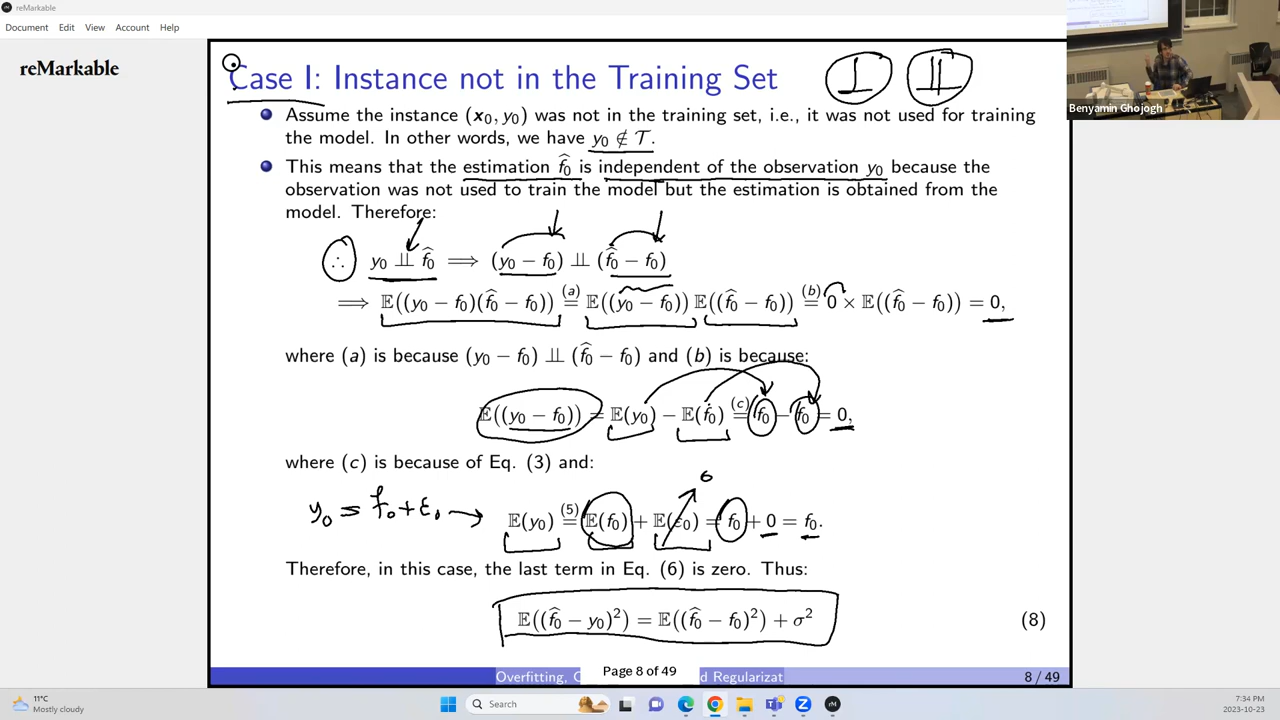 reMarkable
Document Edit View Account Help
reMarkable
Case I: Instance not in the Training Set
I ⫫
Benyamin Ghojogh
Assume the instance (x₀, y₀) was not in the training set, i.e., it was not used for training
the model. In other words, we have y₀ ∉ 𝒯.
This means that the estimation f̂₀ is independent of the observation y₀ because the
observation was not used to train the model but the estimation is obtained from the
model. Therefore:
∴ y₀ ⫫ f̂₀ ⟹ (y₀ − f₀) ⫫ (f̂₀ − f₀)
⟹ 𝔼((y₀ − f₀)(f̂₀ − f₀)) (a)= 𝔼((y₀ − f₀)) 𝔼((f̂₀ − f₀)) (b)= 0 × 𝔼((f̂₀ − f₀)) = 0,
where (a) is because (y₀ − f₀) ⫫ (f̂₀ − f₀) and (b) is because:
𝔼((y₀ − f₀)) = 𝔼(y₀) − 𝔼(f₀) (c)= f₀ − f₀ = 0,
where (c) is because of Eq. (3) and:
y₀ = f₀ + ε₀ → 𝔼(y₀) (5)= 𝔼(f₀) + 𝔼(ε₀) = f₀ + 0 = f₀.
Therefore, in this case, the last term in Eq. (6) is zero. Thus:
𝔼((f̂₀ − y₀)²) = 𝔼((f̂₀ − f₀)²) + σ² (8)
Overfitting, C
Page 8 of 49
d Regularizat
8 / 49
11°C
Mostly cloudy
Search
7:34 PM
2023-10-23